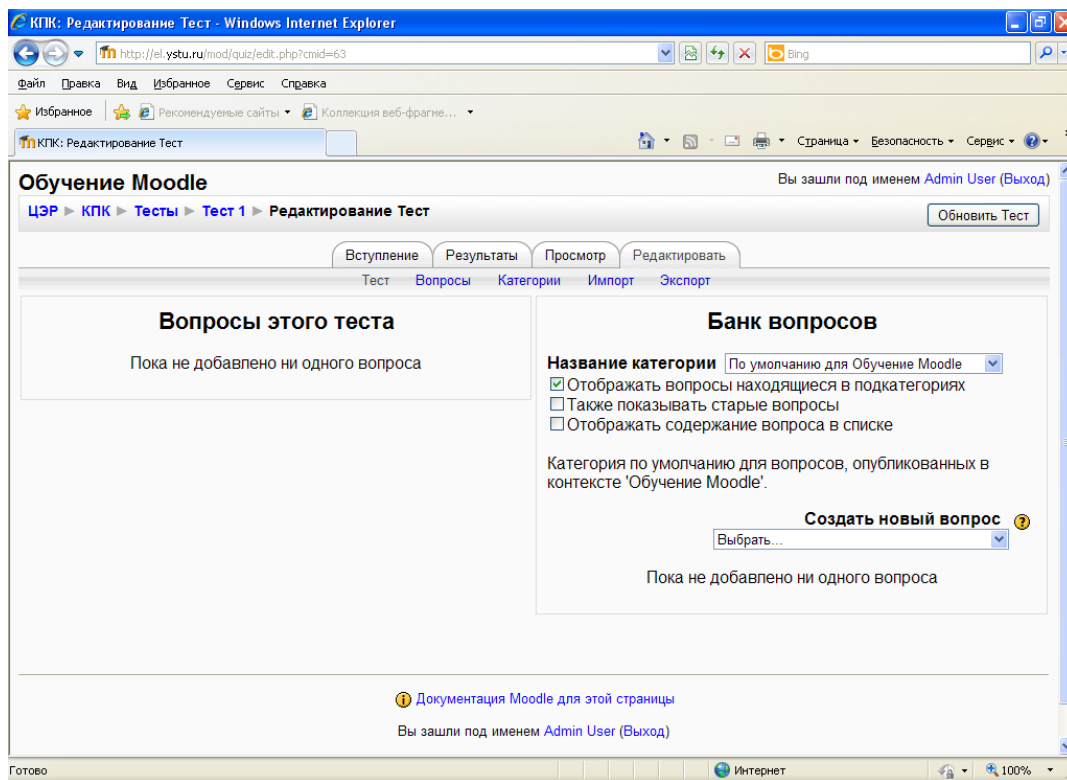 КПК: Редактирование Тест - Windows Internet Explorer
http://el.ystu.ru/mod/quiz/edit.php?cmid=63
Bing
Файл Правка Вид Избранное Сервис Справка
Избранное Рекомендуемые сайты Коллекция веб-фрагме...
КПК: Редактирование Тест Страница Безопасность Сервис
Обучение Moodle Вы зашли под именем Admin User (Выход)
ЦЭР ► КПК ► Тесты ► Тест 1 ► Редактирование Тест Обновить Тест
Вступление Результаты Просмотр Редактировать
Тест Вопросы Категории Импорт Экспорт
Вопросы этого теста
Пока не добавлено ни одного вопроса
Банк вопросов
Название категории По умолчанию для Обучение Moodle
Отображать вопросы находящиеся в подкатегориях
Также показывать старые вопросы
Отображать содержание вопроса в списке
Категория по умолчанию для вопросов, опубликованных в
контексте 'Обучение Moodle'.
Создать новый вопрос
Выбрать...
Пока не добавлено ни одного вопроса
Документация Moodle для этой страницы
Вы зашли под именем Admin User (Выход)
Готово Интернет 100%